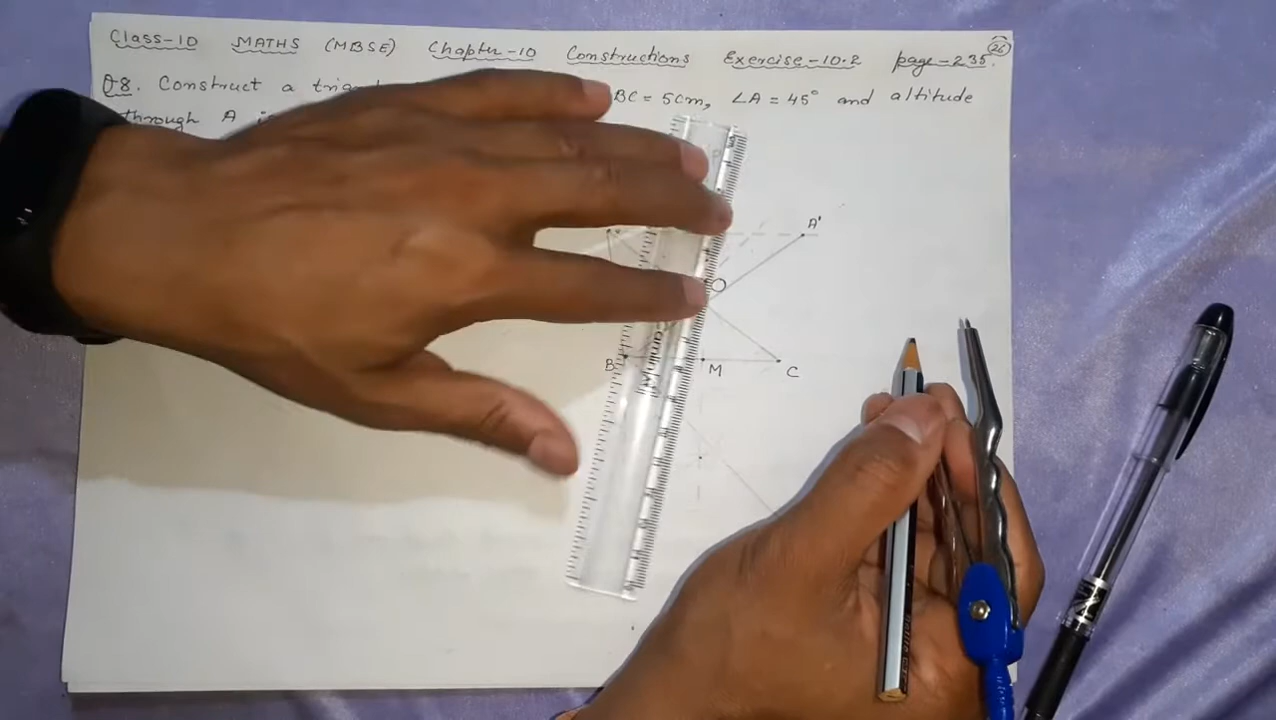 26
Class-10 MATHS (MBSE) Chapter-10 Constructions Exercise-10.2 page-235.
Q8. Construct a BC = 5cm, ∠A = 45° and altitude
through A
A'
O
B M C